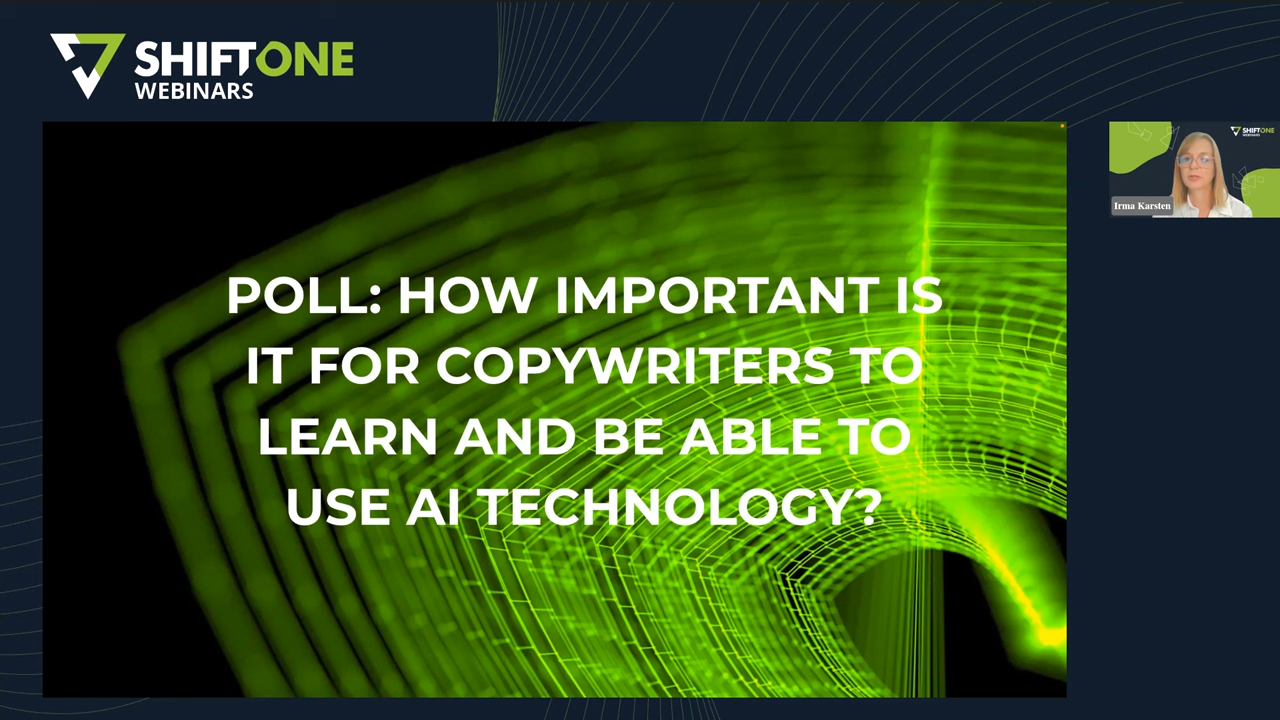 SHIFTONE
WEBINARS
POLL: HOW IMPORTANT IS
IT FOR COPYWRITERS TO
LEARN AND BE ABLE TO
USE AI TECHNOLOGY?
SHIFTONE
WEBINARS
Irma Karsten